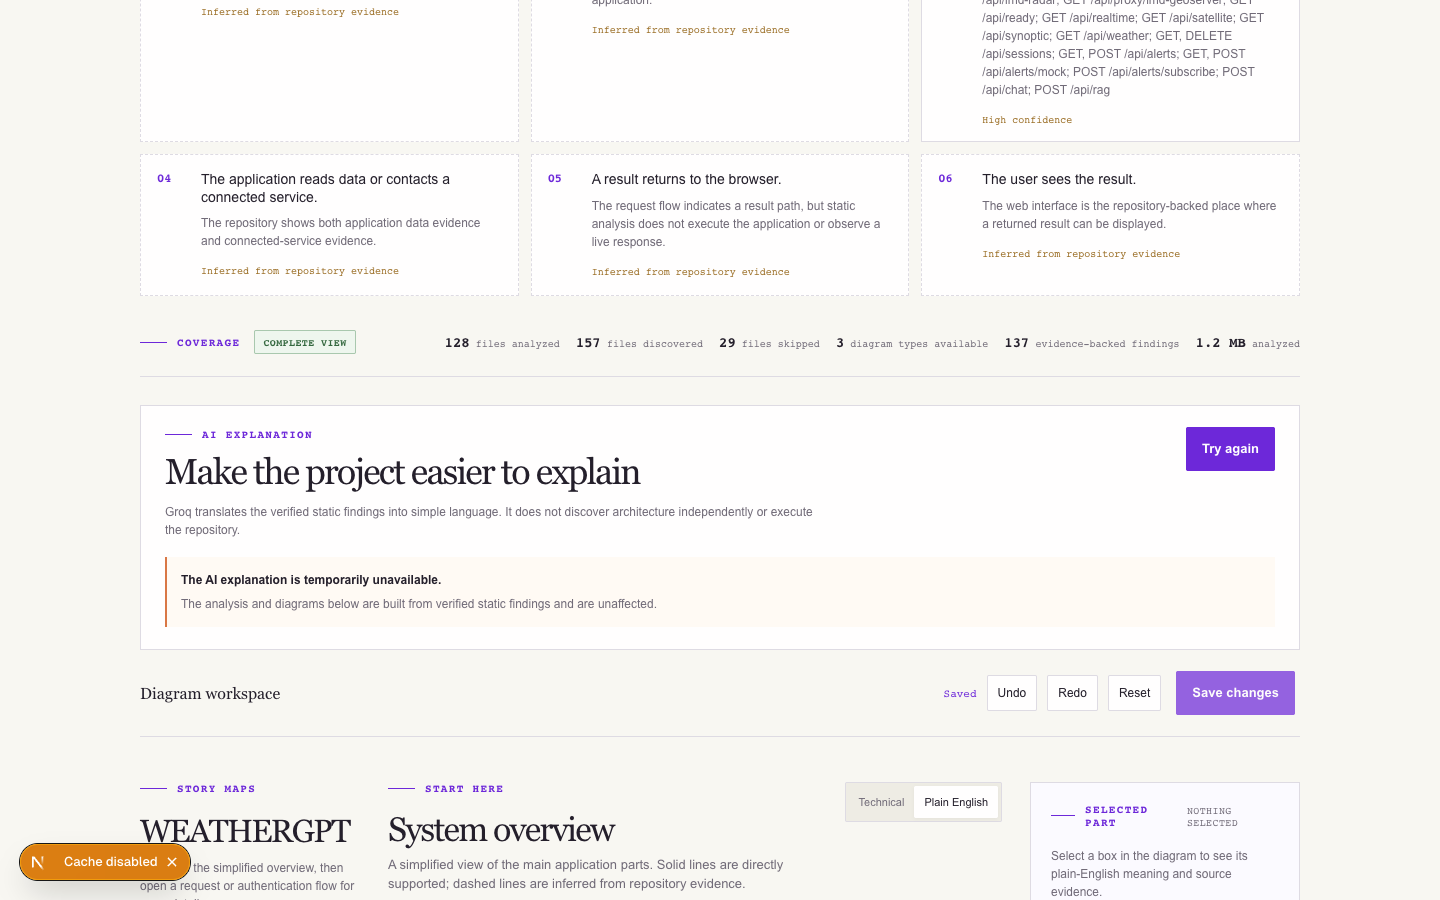 Inferred from repository evidence
application.
Inferred from repository evidence
/api/ready; GET /api/realtime; GET /api/satellite; GET
/api/synoptic; GET /api/weather; GET, DELETE
/api/sessions; GET, POST /api/alerts; GET, POST
/api/alerts/mock; POST /api/alerts/subscribe; POST
/api/chat; POST /api/rag
High confidence
04
The application reads data or contacts a
connected service.
The repository shows both application data evidence
and connected-service evidence.
Inferred from repository evidence
05
A result returns to the browser.
The request flow indicates a result path, but static
analysis does not execute the application or observe a
live response.
Inferred from repository evidence
06
The user sees the result.
The web interface is the repository-backed place where
a returned result can be displayed.
Inferred from repository evidence
COVERAGE
COMPLETE VIEW
128 files analyzed
157 files discovered
29 files skipped
3 diagram types available
137 evidence-backed findings
1.2 MB analyzed
AI EXPLANATION
Make the project easier to explain
Groq translates the verified static findings into simple language. It does not discover architecture independently or execute
the repository.
Try again
The AI explanation is temporarily unavailable.
The analysis and diagrams below are built from verified static findings and are unaffected.
Diagram workspace
Saved
Undo
Redo
Reset
Save changes
STORY MAPS
WEATHERGPT
the simplified overview, then
open a request or authentication flow for
START HERE
System overview
A simplified view of the main application parts. Solid lines are directly
supported; dashed lines are inferred from repository evidence.
Technical
Plain English
SELECTED
PART
NOTHING
SELECTED
Select a box in the diagram to see its
plain-English meaning and source
evidence.
N
Cache disabled